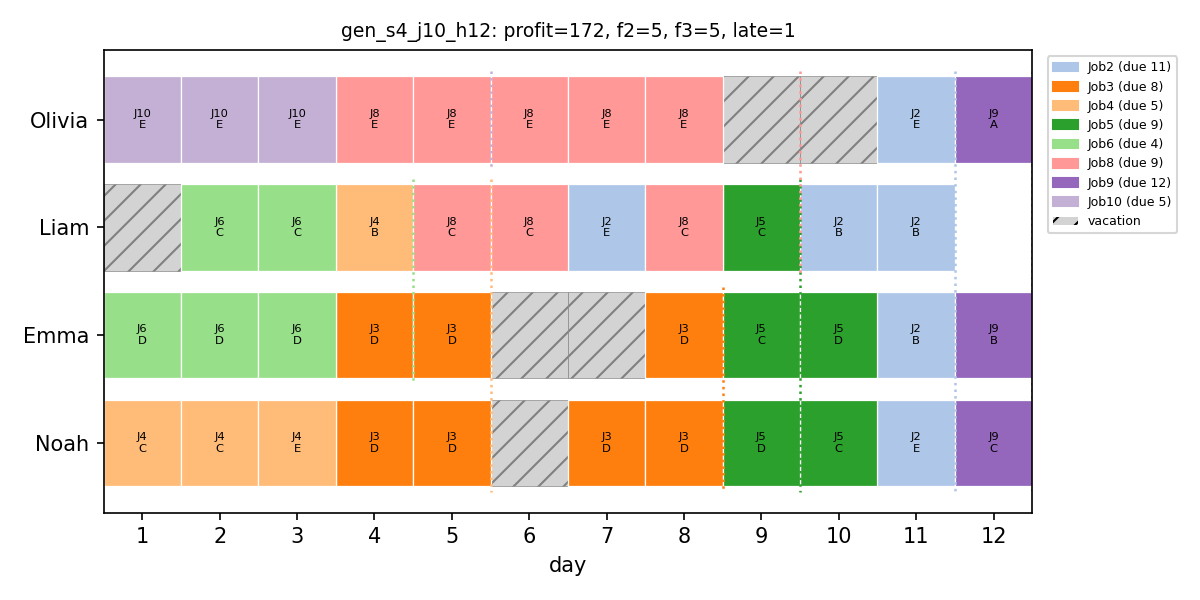 gen_s4_j10_h12: profit=172, f2=5, f3=5, late=1
Olivia
J10 J10 J10 J8 J8 J8 J8 J8 J2 J9
E E E E E E E E E A
Liam
J6 J6 J4 J8 J8 J2 J8 J5 J2 J2
C C B C C E C C B B
Emma
J6 J6 J6 J3 J3 J3 J5 J5 J2 J9
D D D D D D C D B B
Noah
J4 J4 J4 J3 J3 J3 J3 J5 J5 J2 J9
C C E D D D D D C E C
1 2 3 4 5 6 7 8 9 10 11 12
day
Job2 (due 11)
Job3 (due 8)
Job4 (due 5)
Job5 (due 9)
Job6 (due 4)
Job8 (due 9)
Job9 (due 12)
Job10 (due 5)
vacation